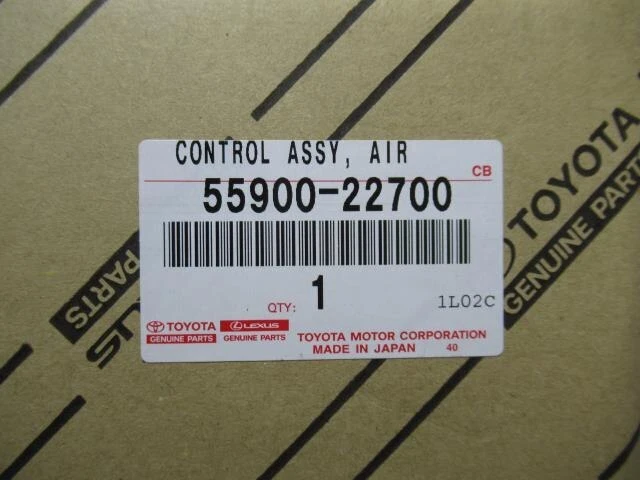 CONTROL ASSY, AIR
CB
55900-22700
QTY: 1
1L02C
TOYOTA
GENUINE PARTS
LEXUS
GENUINE PARTS
TOYOTA MOTOR CORPORATION
MADE IN JAPAN 40
TOYOTA
GENUINE PARTS
PARTS